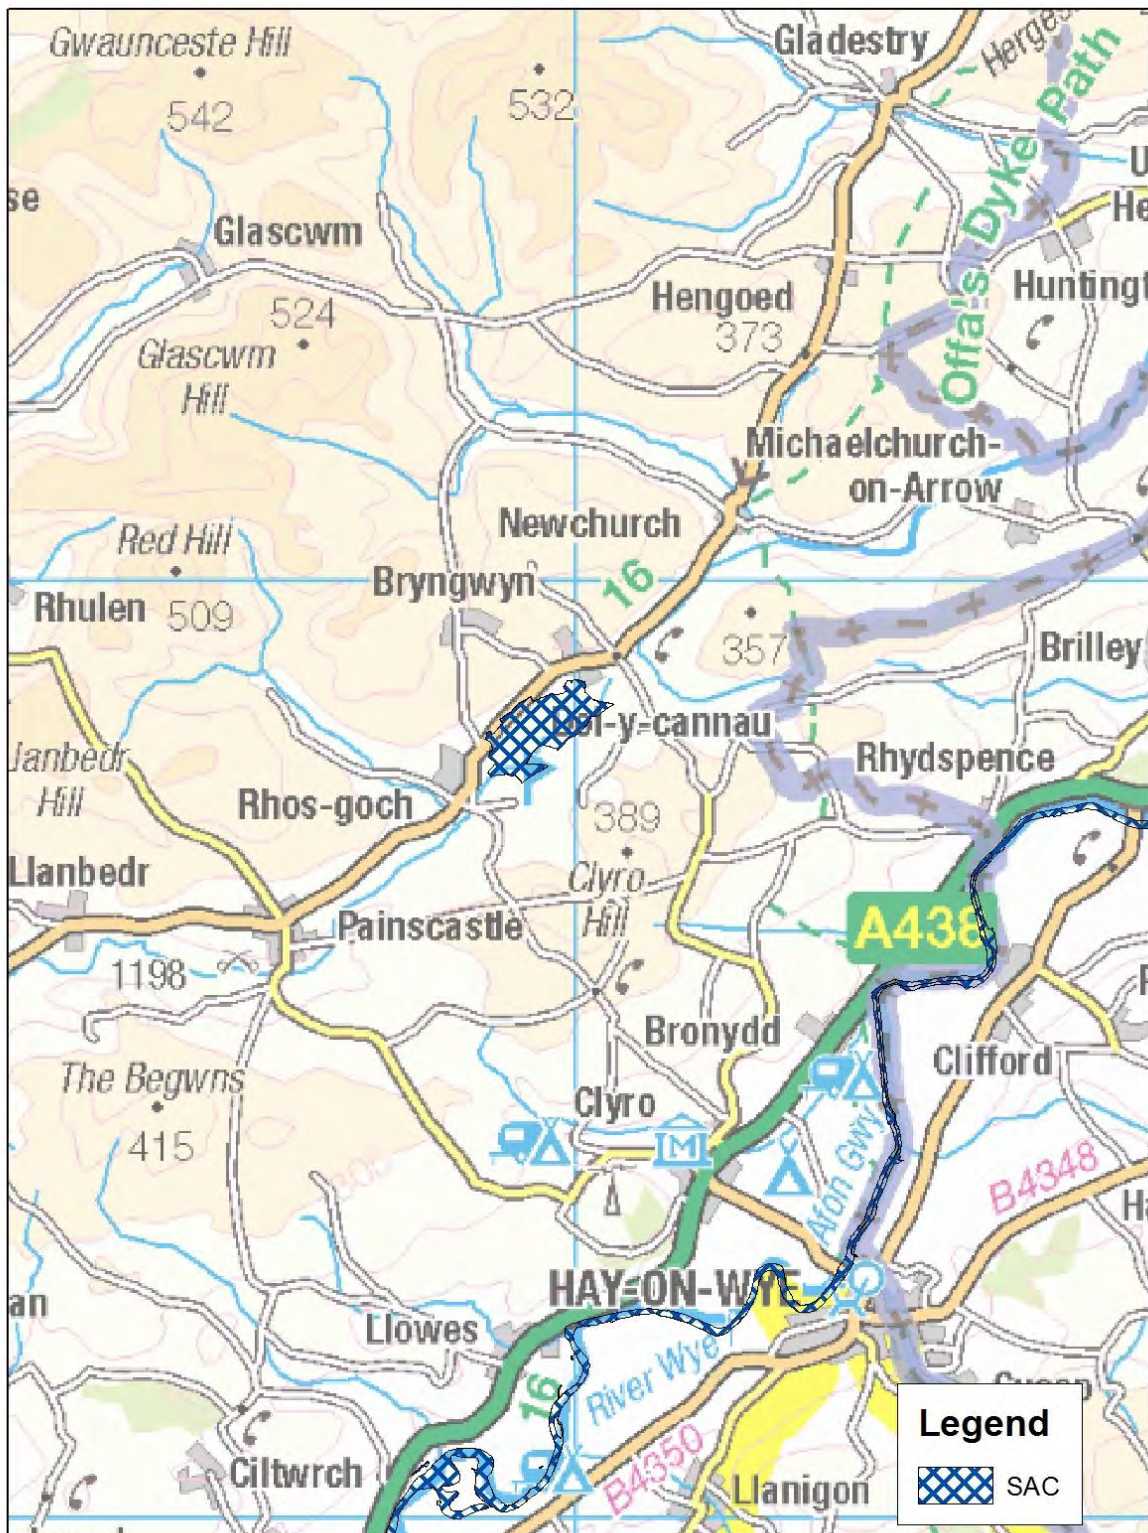 Gwaunceste Hill
542
532
Gladestry
Offa's Dyke Path
Glascwm
524
Glascwm
Hill
Hengoed
373
Michaelchurch-
on-Arrow
Newchurch
16
Red Hill
509
Bryngwyn
Rhulen
357
Brilley
Rhydspence
Rhos-goch
389
Clyro
Hill
Hill
Llanbedr
Painscastle
A438
1198
Bronydd
Clifford
The Begwns
415
Clyro
M
Afon Gwy
B4348
HAY-ON-WYE
Llowes
River Wye
16
B4350
Ciltwrch
Llanigon
Legend
SAC